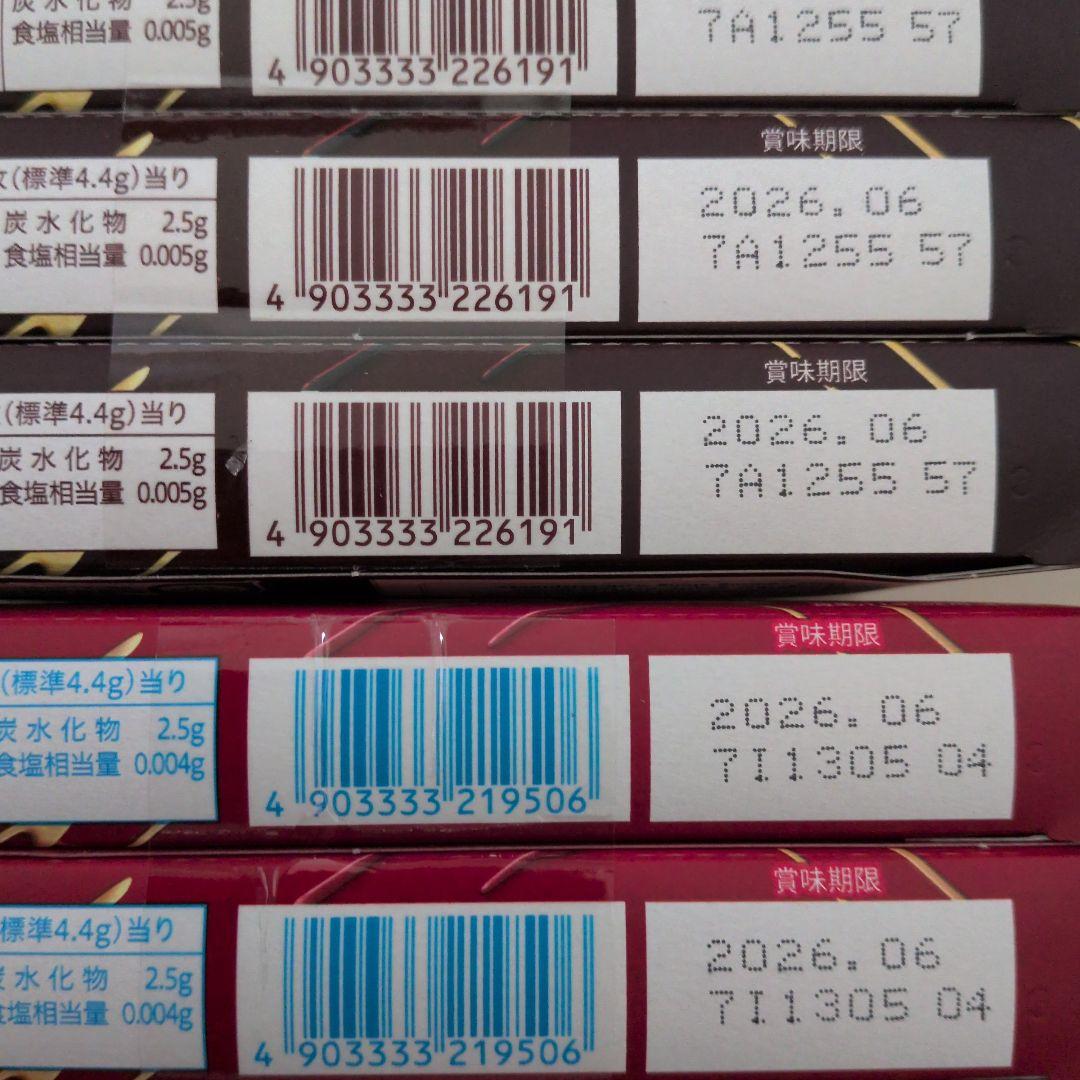 炭水化物 2.5g
食塩相当量 0.005g
4 903333 226191
7A1255 57
(標準4.4g)当り
炭水化物 2.5g
食塩相当量 0.005g
4 903333 226191
賞味期限
2026.06
7A1255 57
(標準4.4g)当り
炭水化物 2.5g
食塩相当量 0.005g
4 903333 226191
賞味期限
2026.06
7A1255 57
(標準4.4g)当り
炭水化物 2.5g
食塩相当量 0.004g
4 903333 219506
賞味期限
2026.06
7I1305 04
標準4.4g)当り
炭水化物 2.5g
食塩相当量 0.004g
4 903333 219506
賞味期限
2026.06
7I1305 04